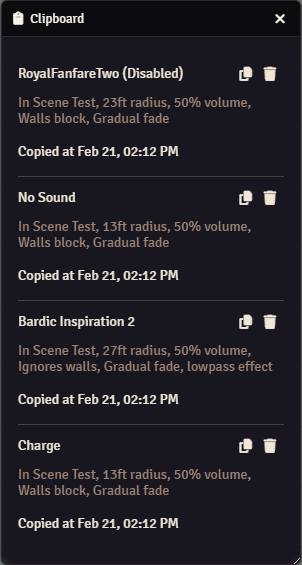 Clipboard
RoyalFanfareTwo (Disabled)
In Scene Test, 23ft radius, 50% volume,
Walls block, Gradual fade
Copied at Feb 21, 02:12 PM
No Sound
In Scene Test, 13ft radius, 50% volume,
Walls block, Gradual fade
Copied at Feb 21, 02:12 PM
Bardic Inspiration 2
In Scene Test, 27ft radius, 50% volume,
Ignores walls, Gradual fade, lowpass effect
Copied at Feb 21, 02:12 PM
Charge
In Scene Test, 13ft radius, 50% volume,
Walls block, Gradual fade
Copied at Feb 21, 02:12 PM